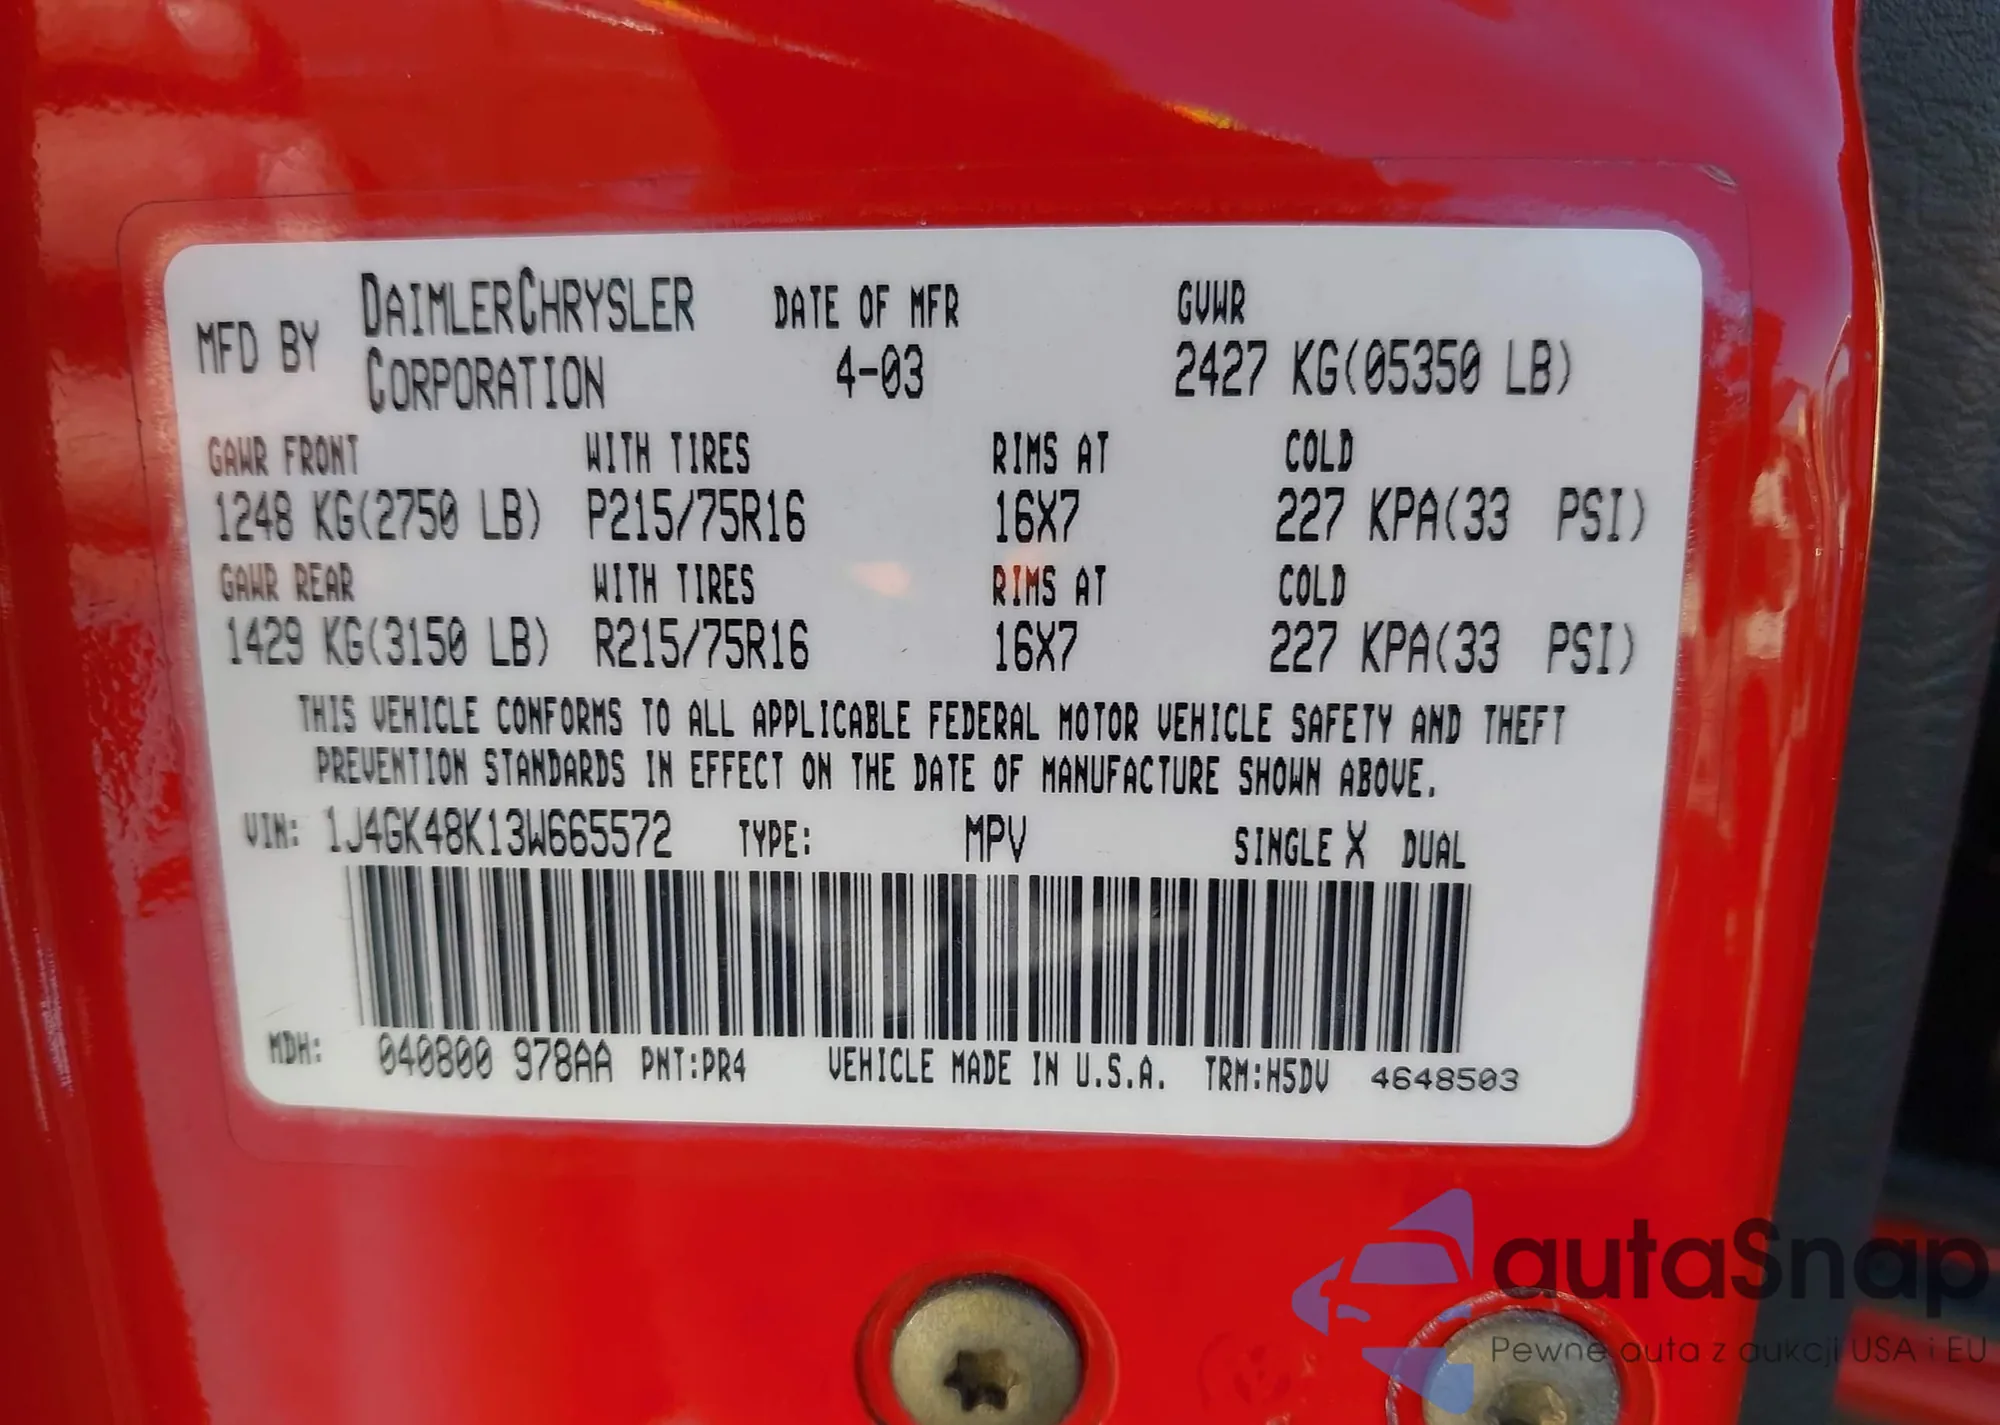 MFD BY DAIMLERCHRYSLER CORPORATION DATE OF MFR 4-03 GVWR 2427 KG(05350 LB)
GAWR FRONT WITH TIRES RIMS AT COLD
1248 KG(2750 LB) P215/75R16 16X7 227 KPA(33 PSI)
GAWR REAR WITH TIRES RIMS AT COLD
1429 KG(3150 LB) R215/75R16 16X7 227 KPA(33 PSI)
THIS VEHICLE CONFORMS TO ALL APPLICABLE FEDERAL MOTOR VEHICLE SAFETY AND THEFT
PREVENTION STANDARDS IN EFFECT ON THE DATE OF MANUFACTURE SHOWN ABOVE.
VIN: 1J4GK48K13W665572 TYPE: MPV SINGLE X DUAL
MDH: 040800 978AA PNT:PR4 VEHICLE MADE IN U.S.A. TRM:H5DV 4648503
autaSnap
Pewne auta z aukcji USA i EU